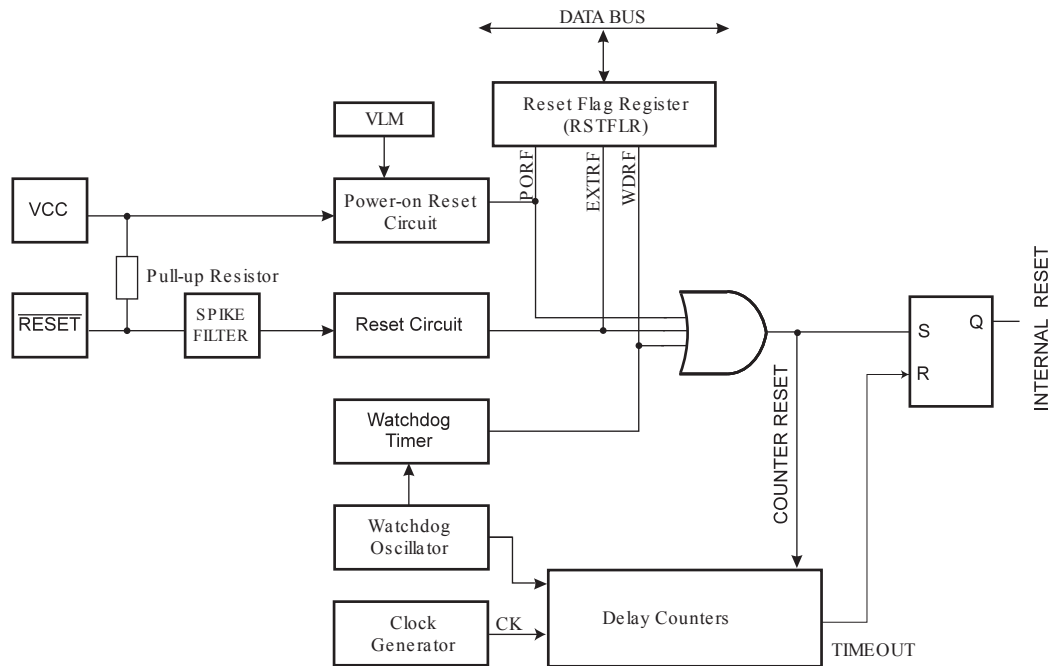 DATA BUS
Reset Flag Register
(RSTFLR)
VLM
PORF
EXTRF
WDRF
VCC
Power-on Reset
Circuit
Pull-up Resistor
RESET
SPIKE
FILTER
Reset Circuit
S
Q
R
INTERNAL RESET
COUNTER RESET
Watchdog
Timer
Watchdog
Oscillator
Clock
Generator
CK
Delay Counters
TIMEOUT